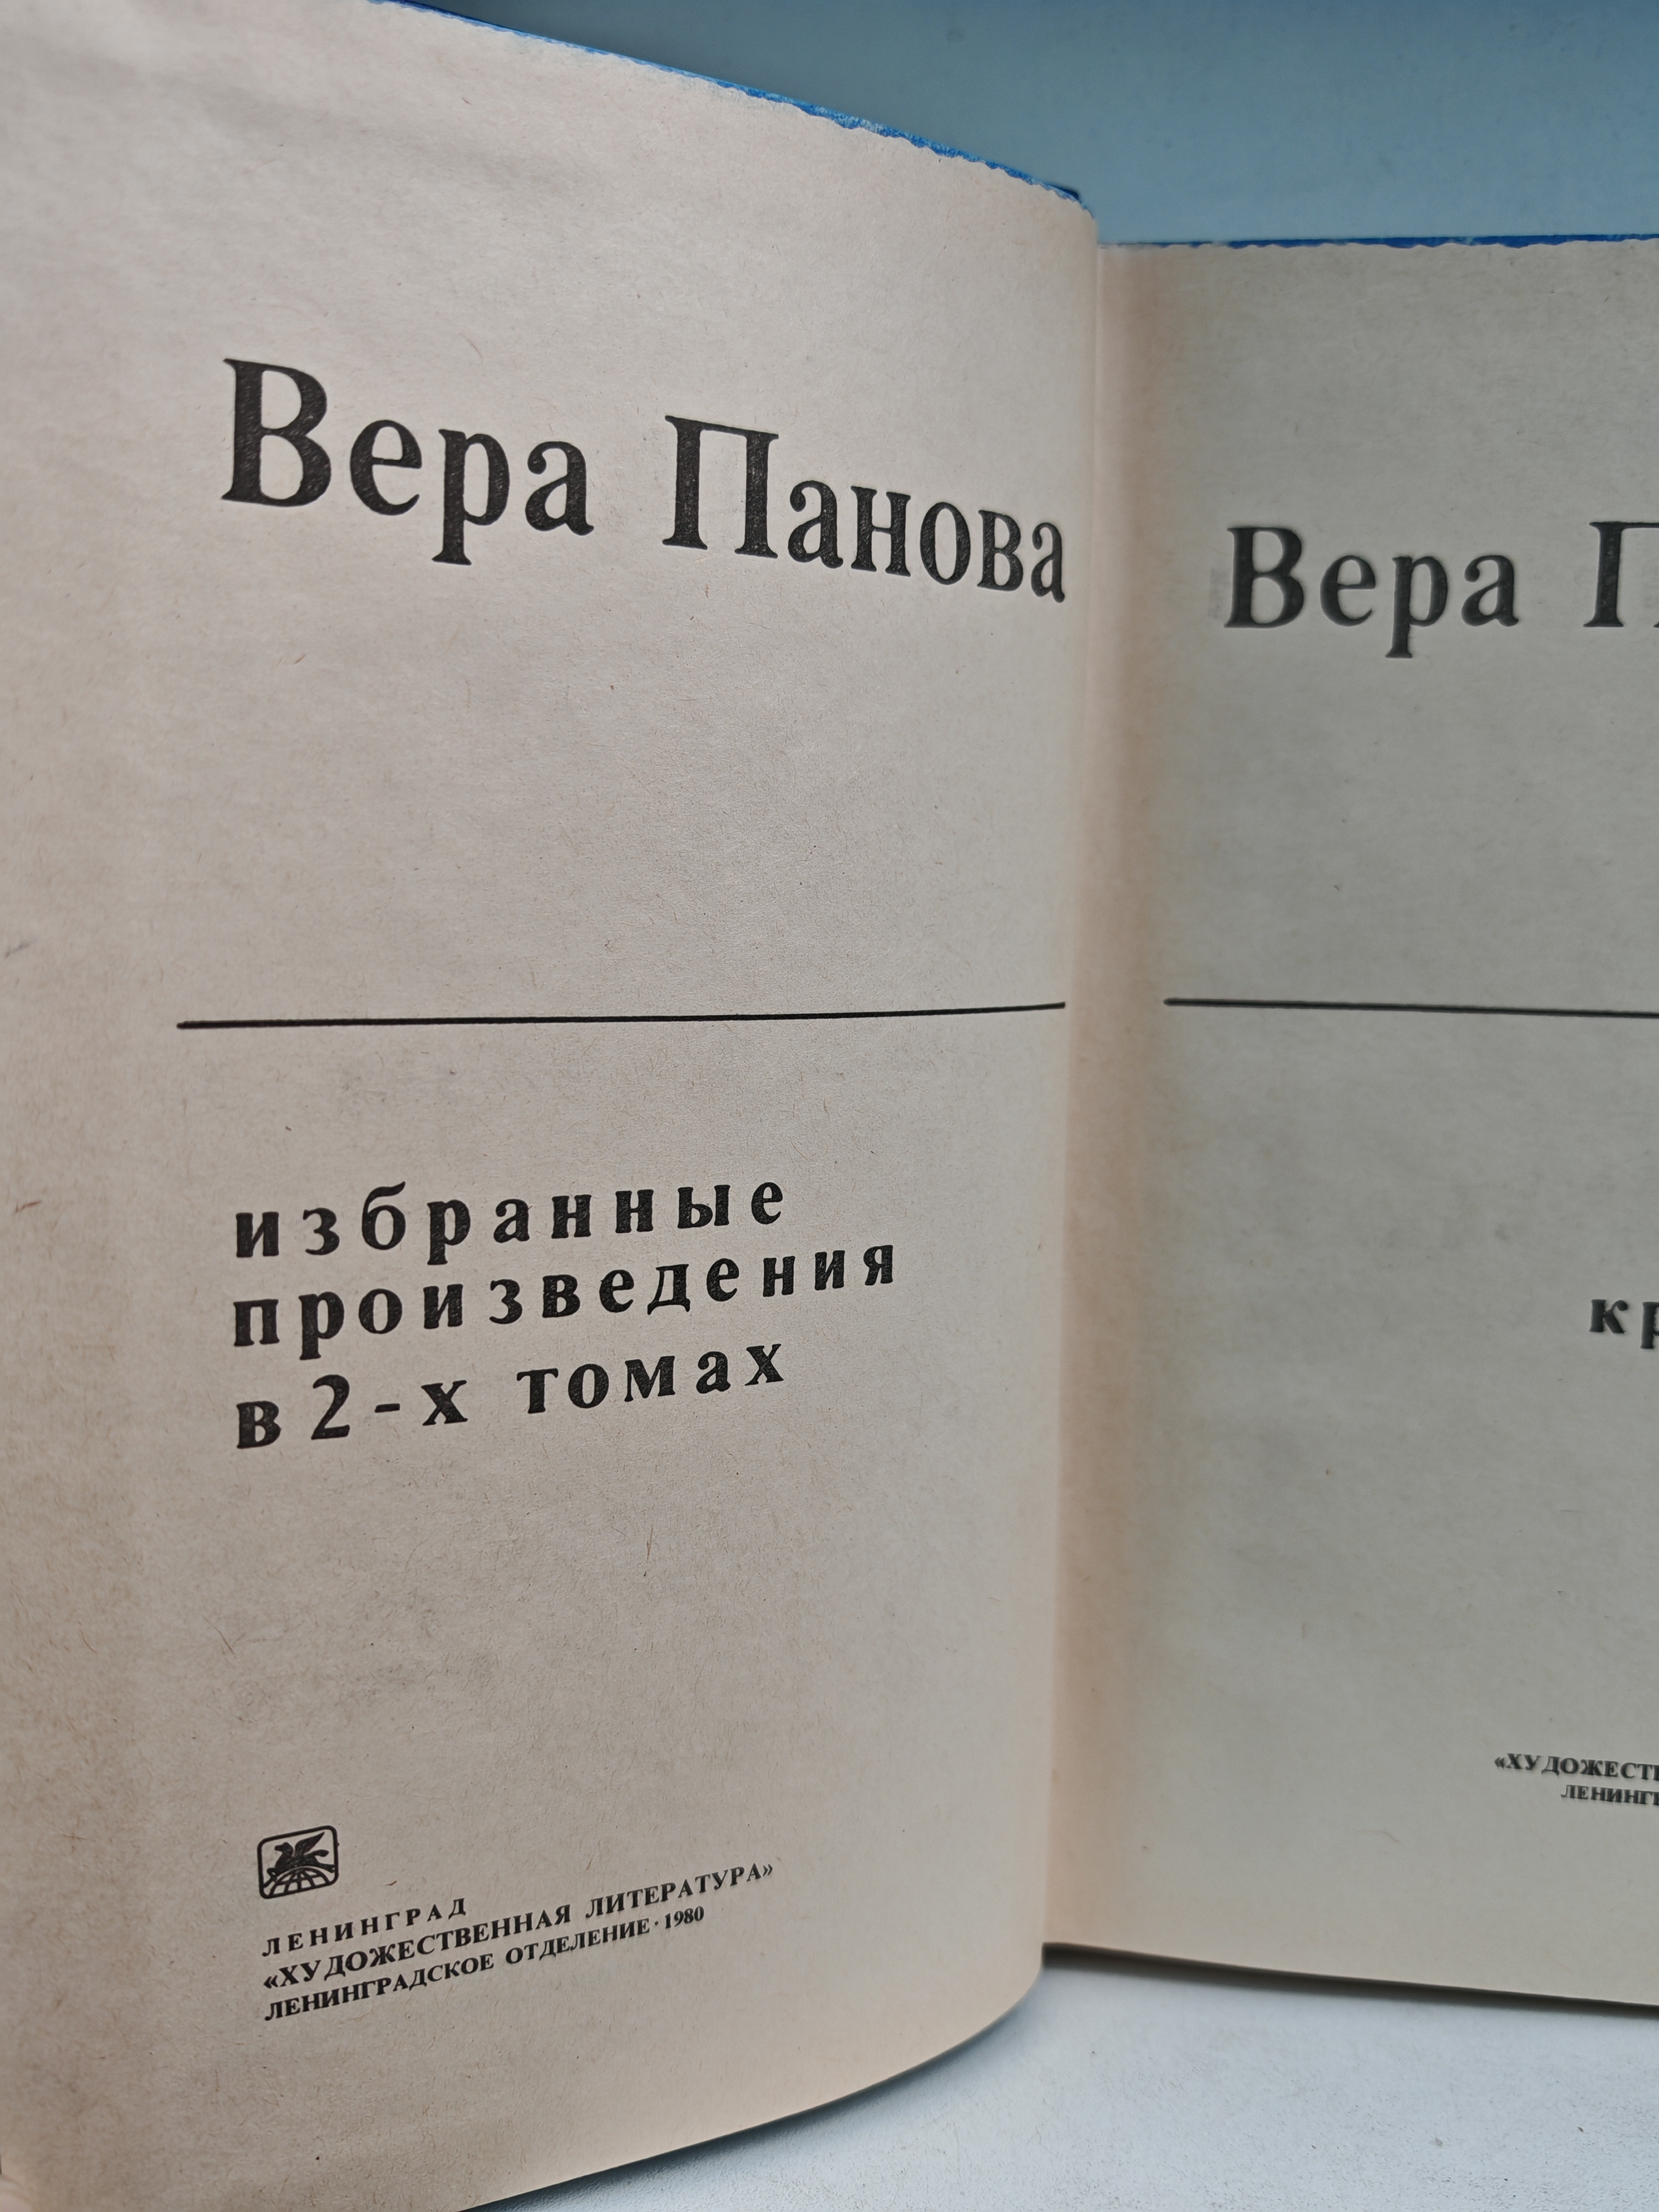 Вера Панова
избранные
произведения
в 2-х томах
ЛЕНИНГРАД
«ХУДОЖЕСТВЕННАЯ ЛИТЕРАТУРА»
ЛЕНИНГРАДСКОЕ ОТДЕЛЕНИЕ · 1980
Вера